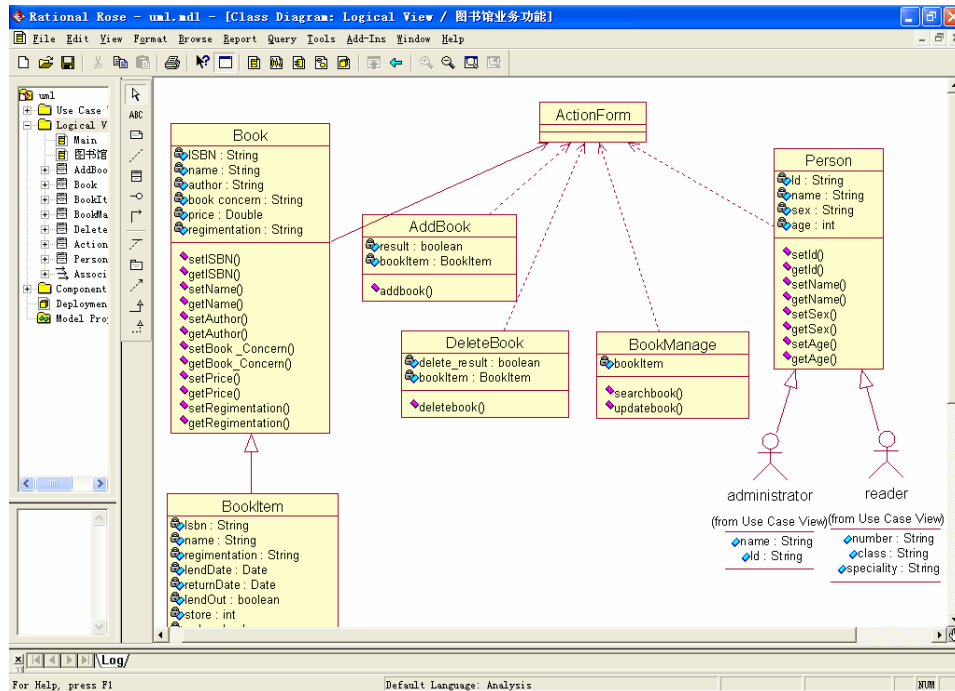 Rational Rose - uml.mdl - [Class Diagram: Logical View / 图书馆业务功能]
File Edit View Format Browse Report Query Tools Add-Ins Window Help
ABC
uml
Use Case
Logical V
Main
图书馆
AddBoo
Book
BookIt
BookMa
Delete
Action
Person
Associ
Component
Deploymen
Model Pro
ActionForm
Book
ISBN : String
name : String
author : String
book concern : String
price : Double
regimentation : String
setISBN()
getISBN()
setName()
getName()
setAuthor()
getAuthor()
setBook _Concern()
getBook_Concern()
setPrice()
getPrice()
setRegimentation()
getRegimentation()
AddBook
result : boolean
bookItem : BookItem
addbook()
Person
Id : String
name : String
sex : String
age : int
setId()
getId()
setName()
getName()
setSex()
getSex()
setAge()
getAge()
DeleteBook
delete_result : boolean
bookItem : BookItem
deletebook()
BookManage
bookItem
searchbook()
updatebook()
BookItem
Isbn : String
name : String
regimentation : String
lendDate : Date
returnDate : Date
lendOut : boolean
store : int
administrator
(from Use Case View)
name : String
Id : String
reader
(from Use Case View)
number : String
class : String
speciality : String
Log
For Help, press F1
Default Language: Analysis
NUM